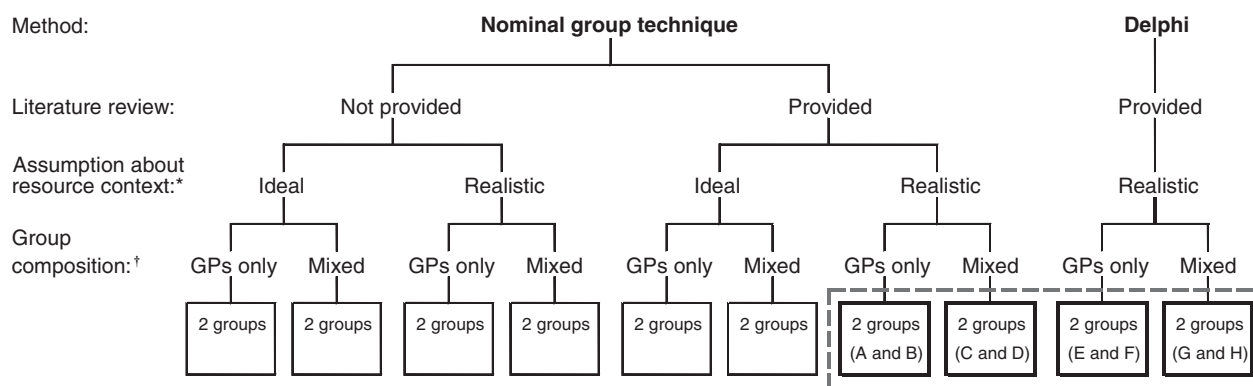 Method: Nominal group technique Delphi
Literature review: Not provided Provided Provided
Assumption about
resource context:* Ideal Realistic Ideal Realistic Realistic
Group
composition:† GPs only Mixed GPs only Mixed GPs only Mixed GPs only Mixed GPs only Mixed
2 groups 2 groups 2 groups 2 groups 2 groups 2 groups 2 groups 2 groups 2 groups 2 groups
(A and B) (C and D) (E and F) (G and H)